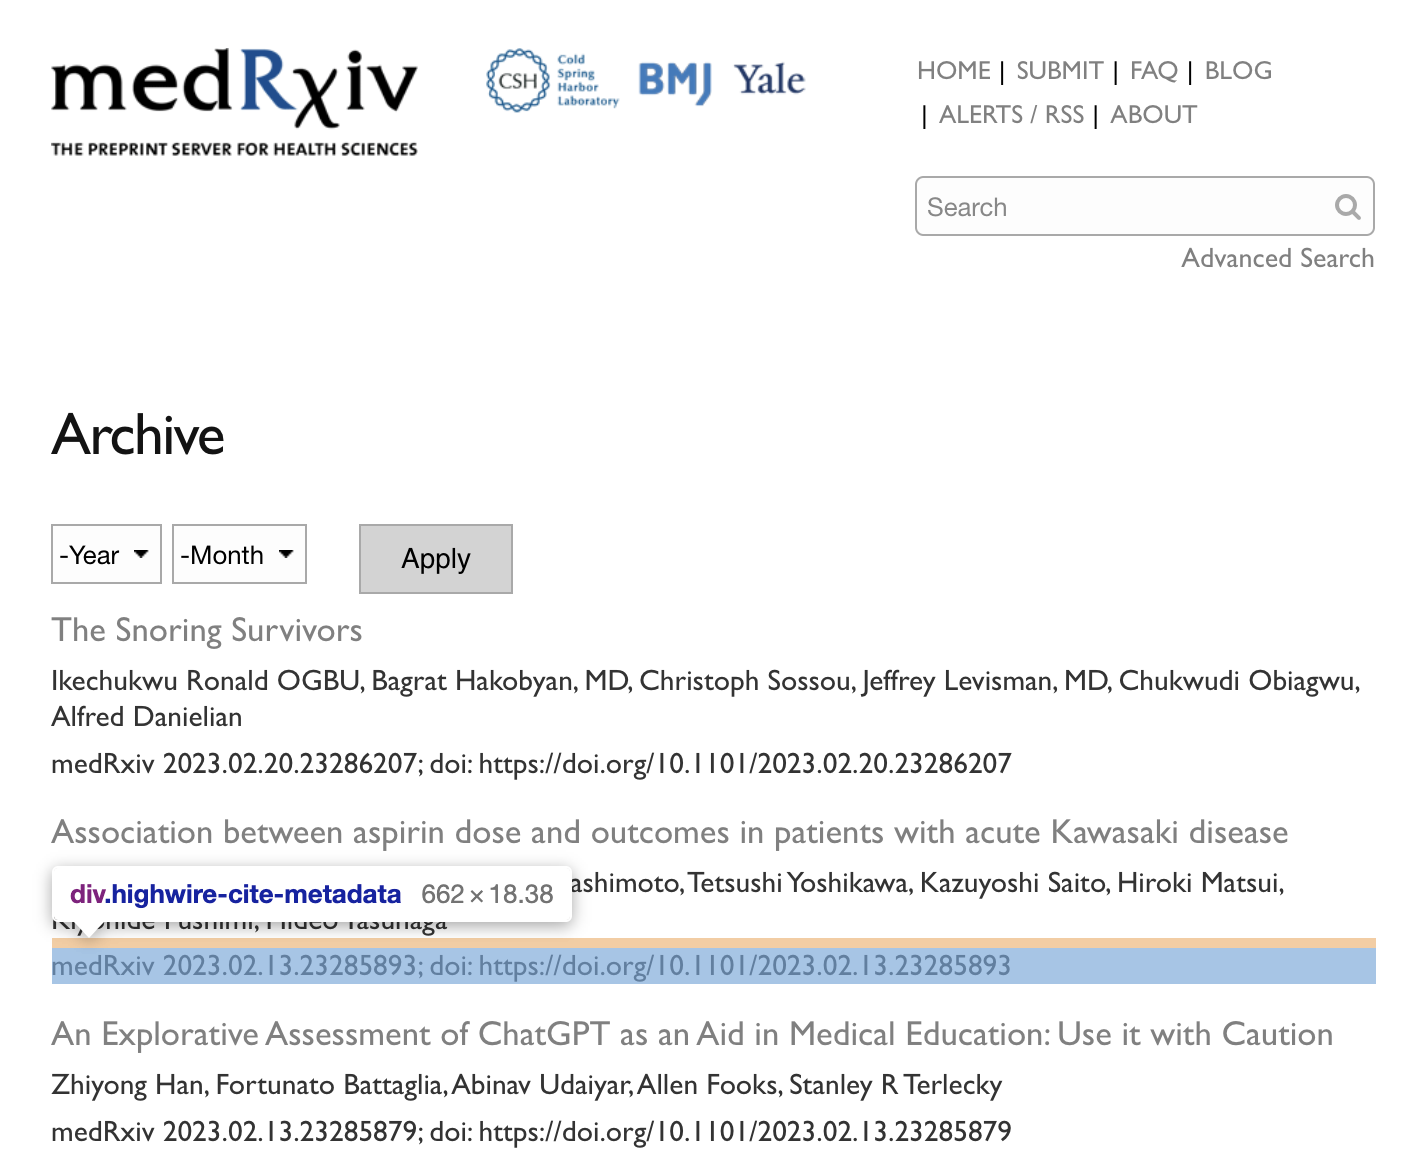 medRxiv
THE PREPRINT SERVER FOR HEALTH SCIENCES
CSH
Cold
Spring
Harbor
Laboratory
BMJ
Yale
HOME | SUBMIT | FAQ | BLOG
| ALERTS / RSS | ABOUT
Search
Advanced Search
Archive
-Year
-Month
Apply
The Snoring Survivors
Ikechukwu Ronald OGBU, Bagrat Hakobyan, MD, Christoph Sossou, Jeffrey Levisman, MD, Chukwudi Obiagwu,
Alfred Danielian
medRxiv 2023.02.20.23286207; doi: https://doi.org/10.1101/2023.02.20.23286207
Association between aspirin dose and outcomes in patients with acute Kawasaki disease
div.highwire-cite-metadata 662 × 18.38
Tetsushi Yoshikawa, Kazuyoshi Saito, Hiroki Matsui,
medRxiv 2023.02.13.23285893; doi: https://doi.org/10.1101/2023.02.13.23285893
An Explorative Assessment of ChatGPT as an Aid in Medical Education: Use it with Caution
Zhiyong Han, Fortunato Battaglia, Abinav Udaiyar, Allen Fooks, Stanley R Terlecky
medRxiv 2023.02.13.23285879; doi: https://doi.org/10.1101/2023.02.13.23285879